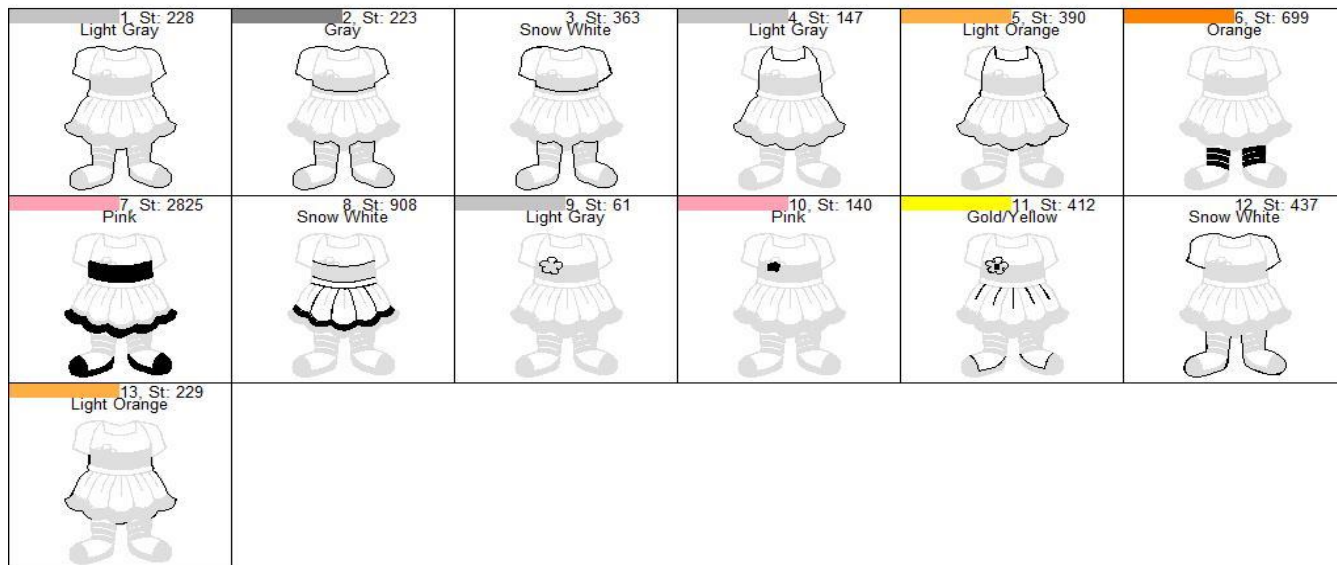 1, St: 228
Light Gray
2, St: 223
Gray
3, St: 363
Snow White
4, St: 147
Light Gray
5, St: 390
Light Orange
6, St: 699
Orange
7, St: 2825
Pink
8, St: 908
Snow White
9, St: 61
Light Gray
10, St: 140
Pink
11, St: 412
Gold/Yellow
12, St: 437
Snow White
13, St: 229
Light Orange